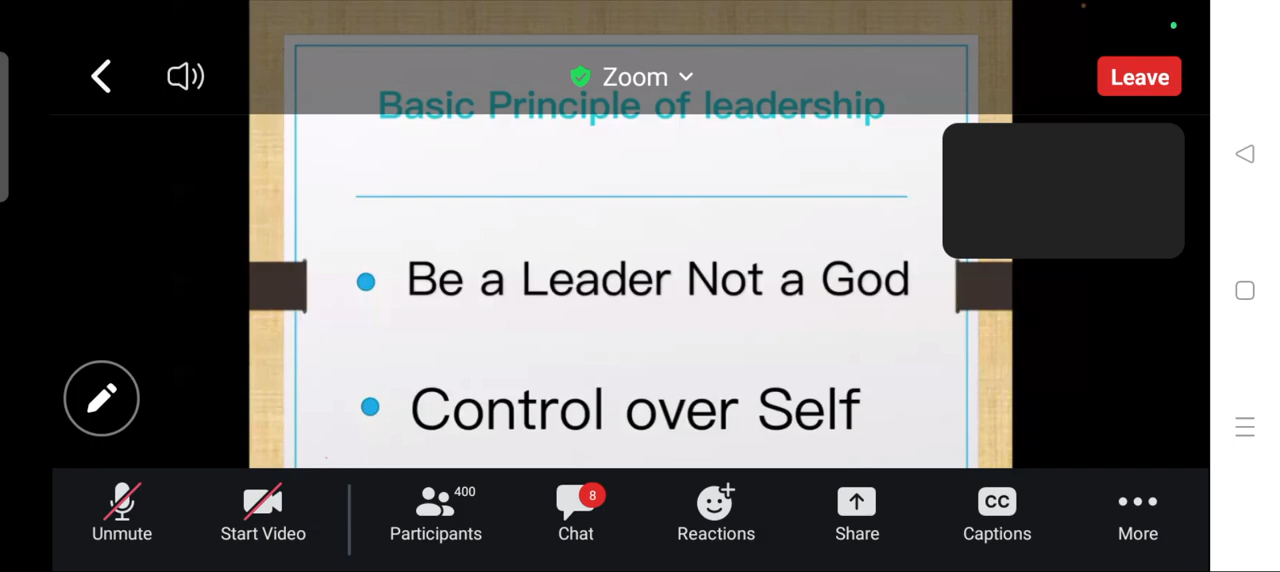 Zoom
Leave
Basic Principle of leadership
Be a Leader Not a God
Control over Self
400
8
CC
Unmute
Start Video
Participants
Chat
Reactions
Share
Captions
More